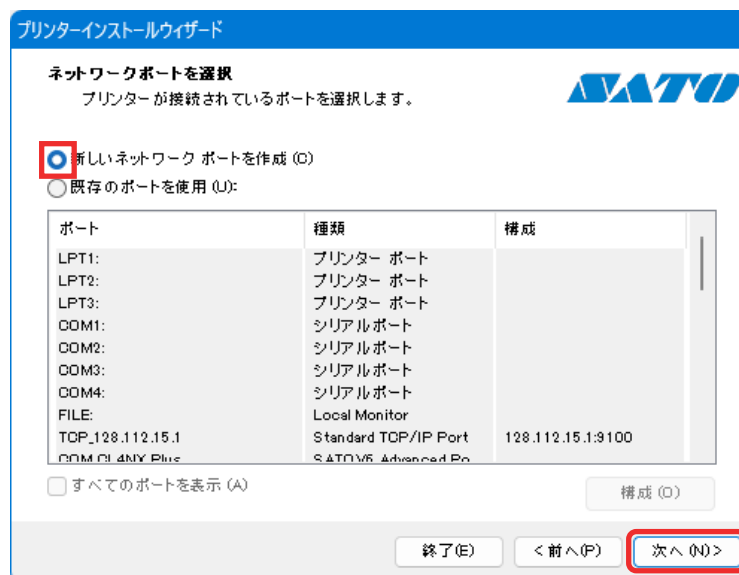 プリンターインストールウィザード
ネットワークポートを選択
プリンターが接続されているポートを選択します。
SATO
新しいネットワーク ポートを作成 (C)
既存のポートを使用 (U):
ポート 種類 構成
LPT1: プリンター ポート
LPT2: プリンター ポート
LPT3: プリンター ポート
COM1: シリアルポート
COM2: シリアルポート
COM3: シリアルポート
COM4: シリアルポート
FILE: Local Monitor
TCP_128.112.15.1 Standard TCP/IP Port 128.112.15.1:9100
COM CL4NX Plus SATO V6 Advanced Po
すべてのポートを表示 (A)
構成 (O)
終了(E) <前へ(P) 次へ (N)>